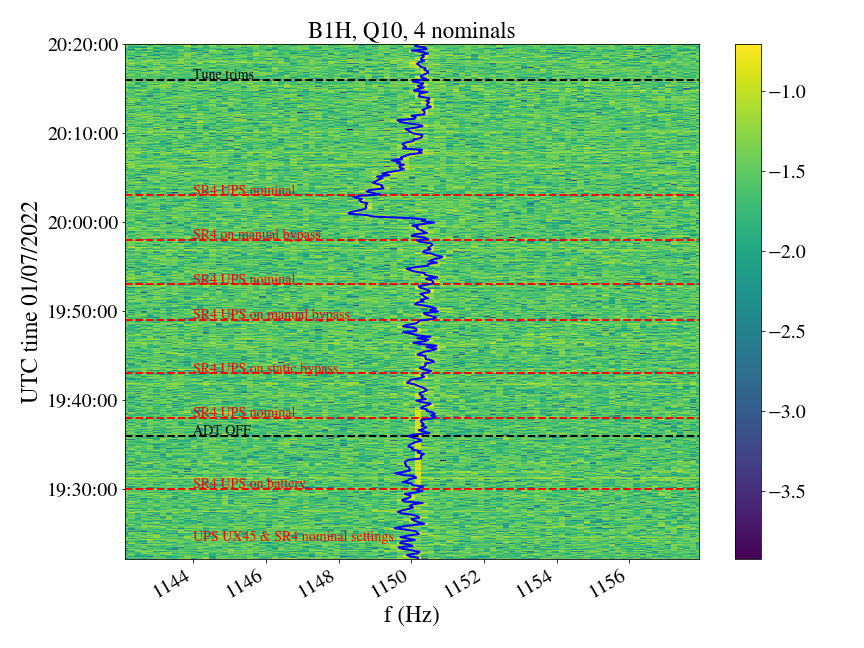 B1H, Q10, 4 nominals
20:20:00
Tune trims
−1.0
20:10:00
−1.5
SR4 UPS nominal
20:00:00
SR4 on manual bypass
−2.0
SR4 UPS nominal
19:50:00
SR4 UPS on manual bypass
−2.5
SR4 UPS on static bypass
−3.0
19:40:00
SR4 UPS nominal
ADT OFF
19:30:00
SR4 UPS on battery
−3.5
UPS UX45 & SR4 nominal settings
UTC time 01/07/2022
1144
1146
1148
1150
1152
1154
1156
f (Hz)